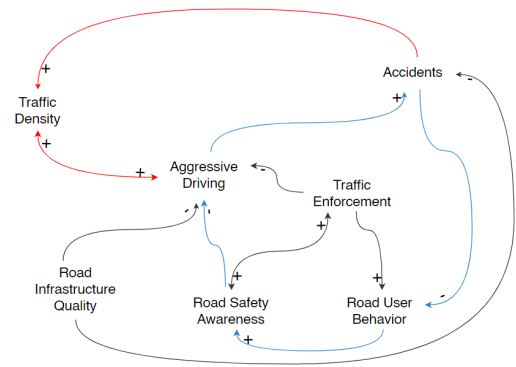 +
Accidents
-
+
Traffic
Density
+
+
Aggressive
Driving
-
Traffic
Enforcement
-
-
+
Road
Infrastructure
Quality
+
+
-
Road Safety
Awareness
Road User
Behavior
+